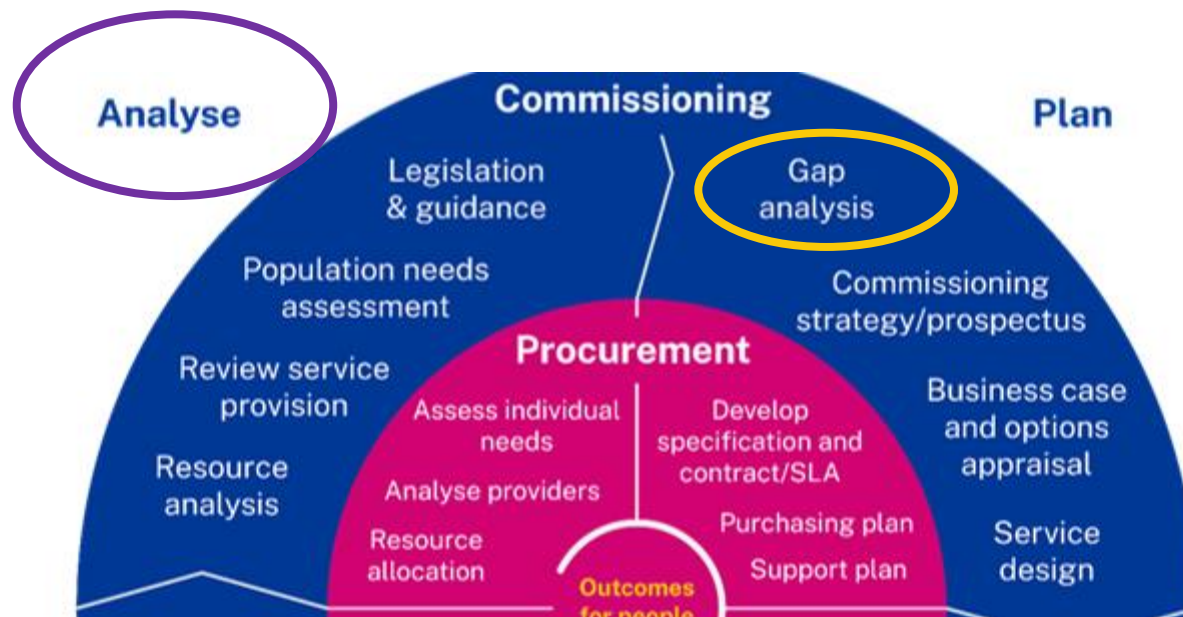 Analyse
Commissioning
Plan
Legislation
& guidance
Gap
analysis
Population needs
assessment
Commissioning
strategy/prospectus
Review service
provision
Business case
and options
appraisal
Resource
analysis
Service
design
Procurement
Assess individual
needs
Develop
specification and
contract/SLA
Analyse providers
Purchasing plan
Resource
allocation
Support plan
Outcomes
for people